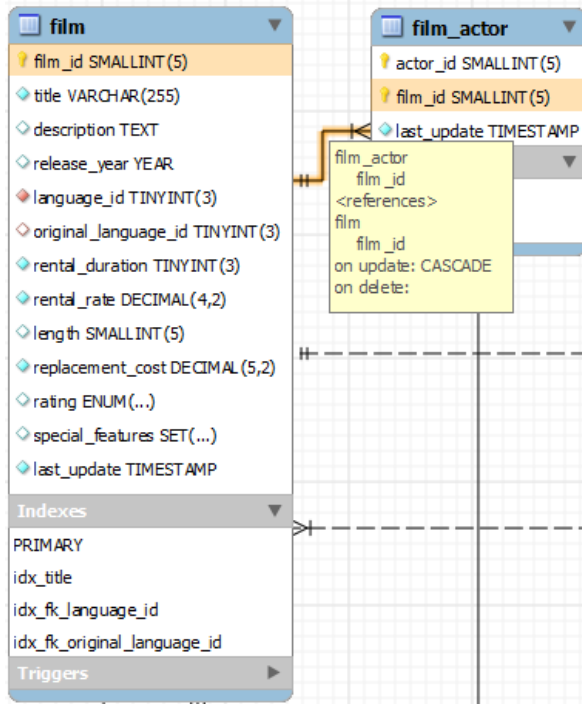 film
film_id SMALLINT(5)
title VARCHAR(255)
description TEXT
release_year YEAR
language_id TINYINT(3)
original_language_id TINYINT(3)
rental_duration TINYINT(3)
rental_rate DECIMAL(4,2)
length SMALLINT(5)
replacement_cost DECIMAL(5,2)
rating ENUM(...)
special_features SET(...)
last_update TIMESTAMP
Indexes
PRIMARY
idx_title
idx_fk_language_id
idx_fk_original_language_id
Triggers
film_actor
actor_id SMALLINT(5)
film_id SMALLINT(5)
last_update TIMESTAMP
film_actor
film_id
<references>
film
film_id
on update: CASCADE
on delete: